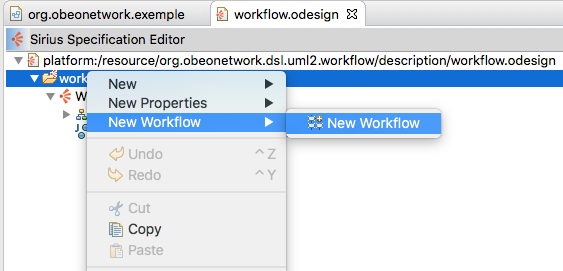 org.obeonetwork.exemple
workflow.odesign
Sirius Specification Editor
platform:/resource/org.obeonetwork.dsl.uml2.workflow/description/workflow.odesign
work
W
New
New Properties
New Workflow
New Workflow
Undo ^Z
Redo ^Y
Cut
Copy
Paste